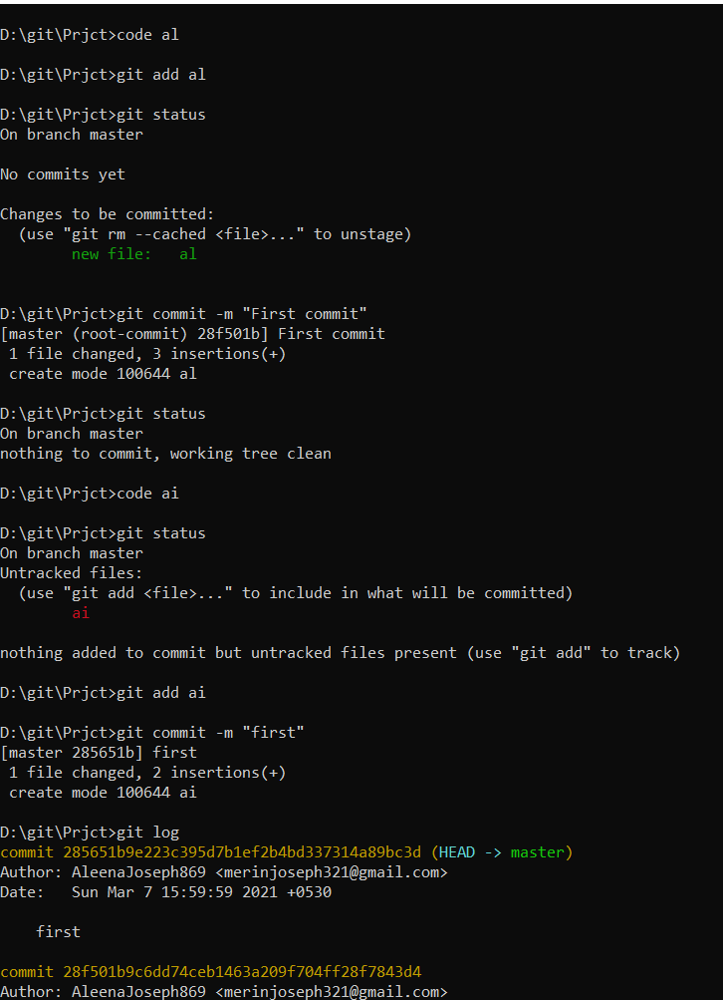 D:\git\Prjct>code al
D:\git\Prjct>git add al
D:\git\Prjct>git status
On branch master
No commits yet
Changes to be committed:
  (use "git rm --cached <file>..." to unstage)
        new file:   al
D:\git\Prjct>git commit -m "First commit"
[master (root-commit) 28f501b] First commit
 1 file changed, 3 insertions(+)
 create mode 100644 al
D:\git\Prjct>git status
On branch master
nothing to commit, working tree clean
D:\git\Prjct>code ai
D:\git\Prjct>git status
On branch master
Untracked files:
  (use "git add <file>..." to include in what will be committed)
        ai
nothing added to commit but untracked files present (use "git add" to track)
D:\git\Prjct>git add ai
D:\git\Prjct>git commit -m "first"
[master 285651b] first
 1 file changed, 2 insertions(+)
 create mode 100644 ai
D:\git\Prjct>git log
commit 285651b9e223c395d7b1ef2b4bd337314a89bc3d (HEAD -> master)
Author: AleenaJoseph869 <merinjoseph321@gmail.com>
Date:   Sun Mar 7 15:59:59 2021 +0530
    first
commit 28f501b9c6dd74ceb1463a209f704ff28f7843d4
Author: AleenaJoseph869 <merinjoseph321@gmail.com>